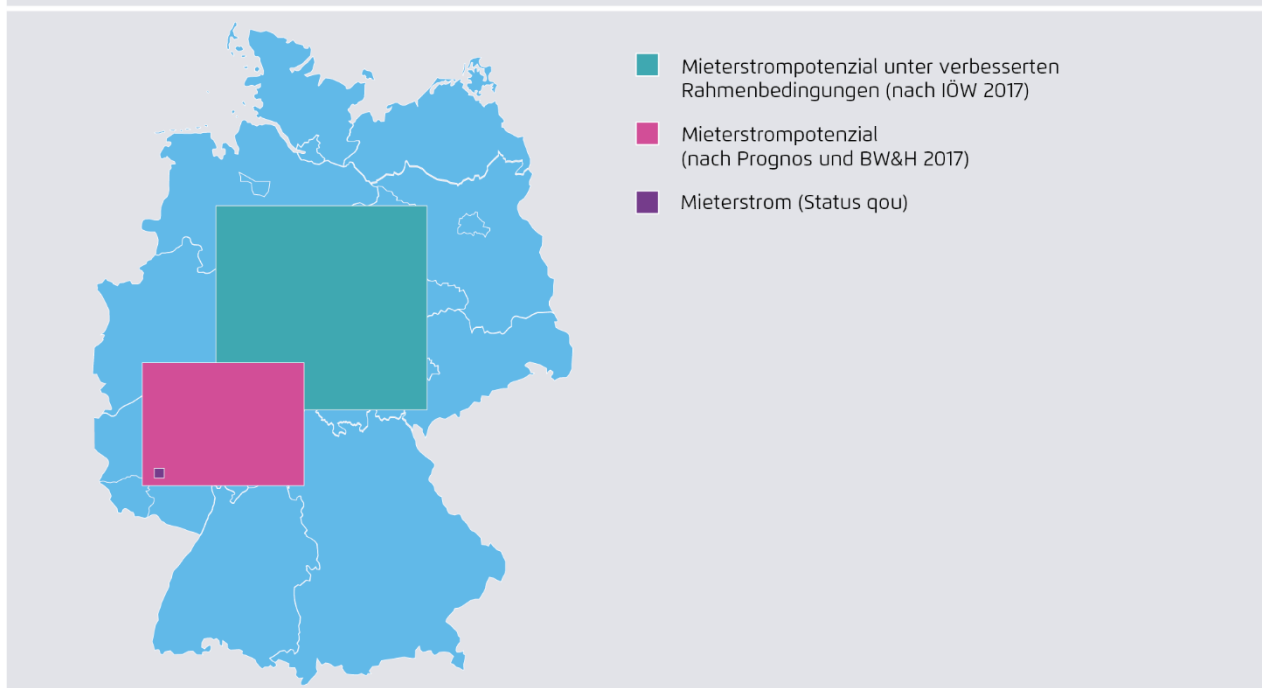 Mieterstrompotenzial unter verbesserten
Rahmenbedingungen (nach IÖW 2017)
Mieterstrompotenzial
(nach Prognos und BW&H 2017)
Mieterstrom (Status qou)